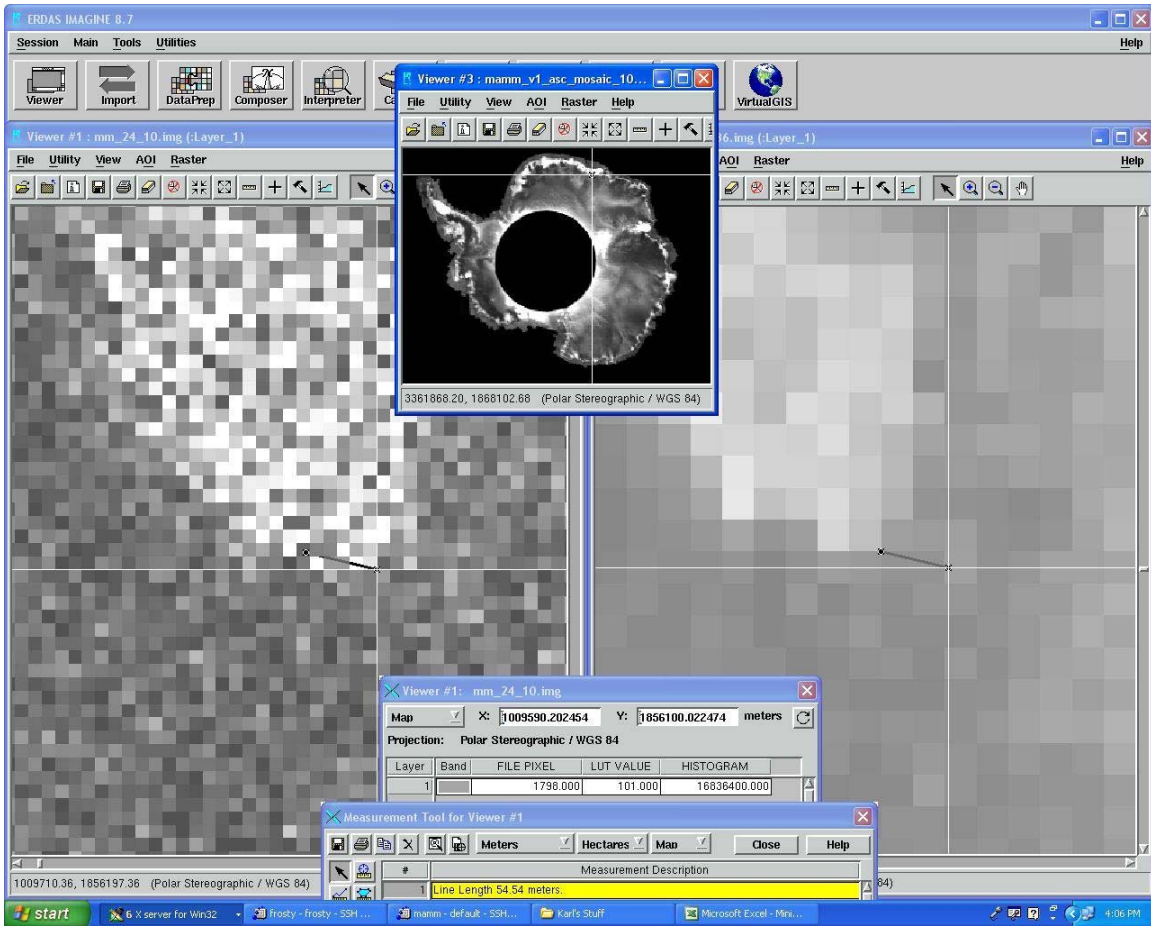 ERDAS IMAGINE 8.7
Session Main Tools Utilities Help
Viewer Import DataPrep Composer Interpreter VirtualGIS
Viewer #3 : mamm_v1_asc_mosaic_10...
File Utility View AOI Raster Help
3361868.20, 1868102.68 (Polar Stereographic / WGS 84)
Viewer #1 : mm_24_10.img (:Layer_1)
File Utility View AOI Raster
36.img (:Layer_1)
AOI Raster Help
Viewer #1: mm_24_10.img
Map X: 1009590.202454 Y: 1856100.022474 meters
Projection: Polar Stereographic / WGS 84
Layer Band FILE PIXEL LUT VALUE HISTOGRAM
1 1798.000 101.000 16836400.000
Measurement Tool for Viewer #1
Meters Hectares Map Close Help
# Measurement Description
1 Line Length 54.54 meters.
1009710.36, 1856197.36 (Polar Stereographic / WGS 84)
84)
start 6 X server for Win32 frosty - frosty - SSH ... mamm - default - SSH... Karl's Stuff Microsoft Excel - Mini... 4:06 PM